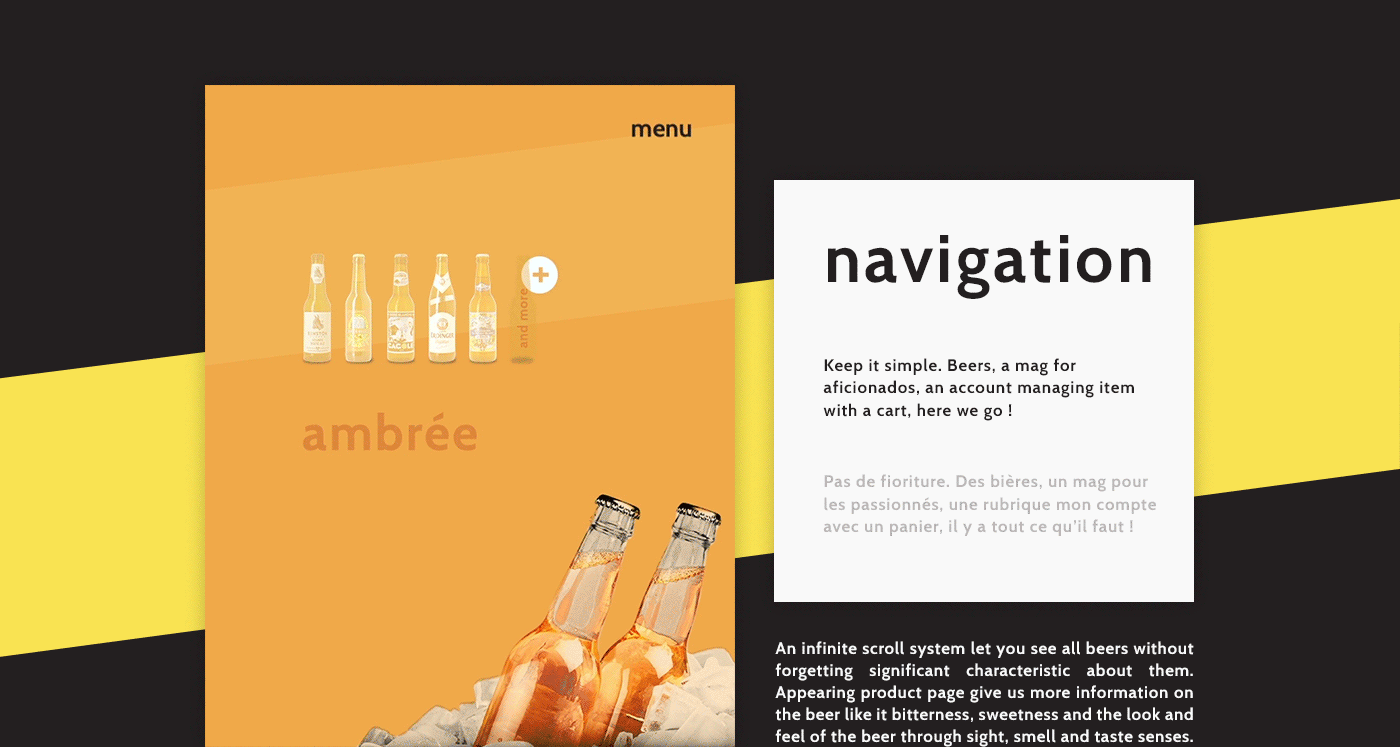 menu
and more
ambrée
navigation
Keep it simple. Beers, a mag for
aficionados, an account managing item
with a cart, here we go !
Pas de fioriture. Des bières, un mag pour
les passionnés, une rubrique mon compte
avec un panier, il y a tout ce qu'il faut !
An infinite scroll system let you see all beers without
forgetting significant characteristic about them.
Appearing product page give us more information on
the beer like it bitterness, sweetness and the look and
feel of the beer through sight, smell and taste senses.